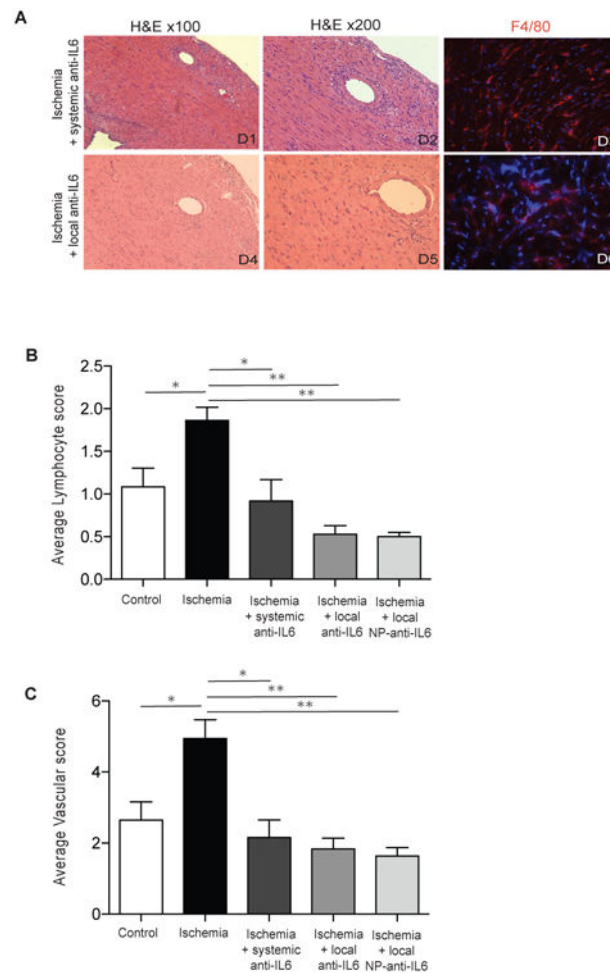 A
H&E x100
H&E x200
F4/80
Ischemia
+ systemic anti-IL6
D1
D2
Ischemia
+ local anti-IL6
D4
D5
B
Average Lymphocyte score
2.5
2.0
1.5
1.0
0.5
0.0
*
*
**
**
Control
Ischemia
Ischemia
+ systemic
anti-IL6
Ischemia
+ local
anti-IL6
Ischemia
+ local
NP-anti-IL6
C
Average Vascular score
6
4
2
0
*
*
**
**
Control
Ischemia
Ischemia
+ systemic
anti-IL6
Ischemia
+ local
anti-IL6
Ischemia
+ local
NP-anti-IL6